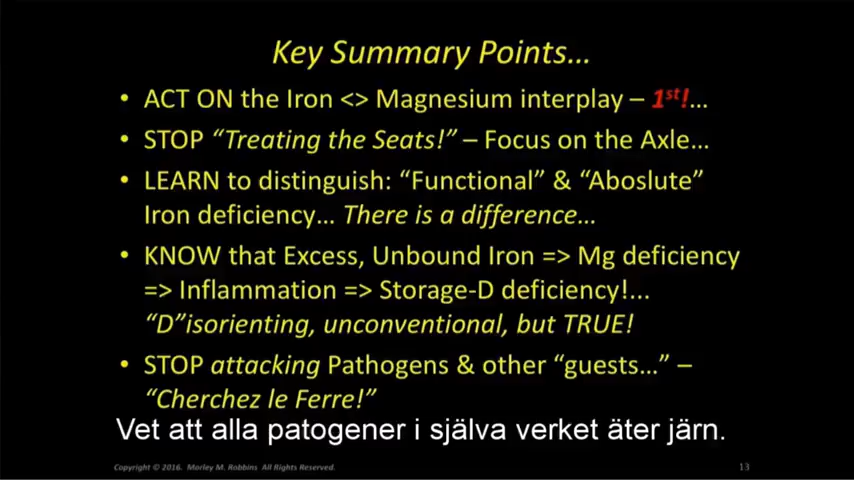 Key Summary Points...
• ACT ON the Iron <> Magnesium interplay – 1st!...
• STOP “Treating the Seats!” – Focus on the Axle...
• LEARN to distinguish: “Functional” & “Aboslute”
Iron deficiency... There is a difference...
• KNOW that Excess, Unbound Iron => Mg deficiency
=> Inflammation => Storage-D deficiency!...
“D”isorienting, unconventional, but TRUE!
• STOP attacking Pathogens & other “guests...” –
“Cherchez le Ferre!”
Vet att alla patogener i själva verket äter järn.
Copyright © 2016. Morley M. Robbins All Rights Reserved.
13